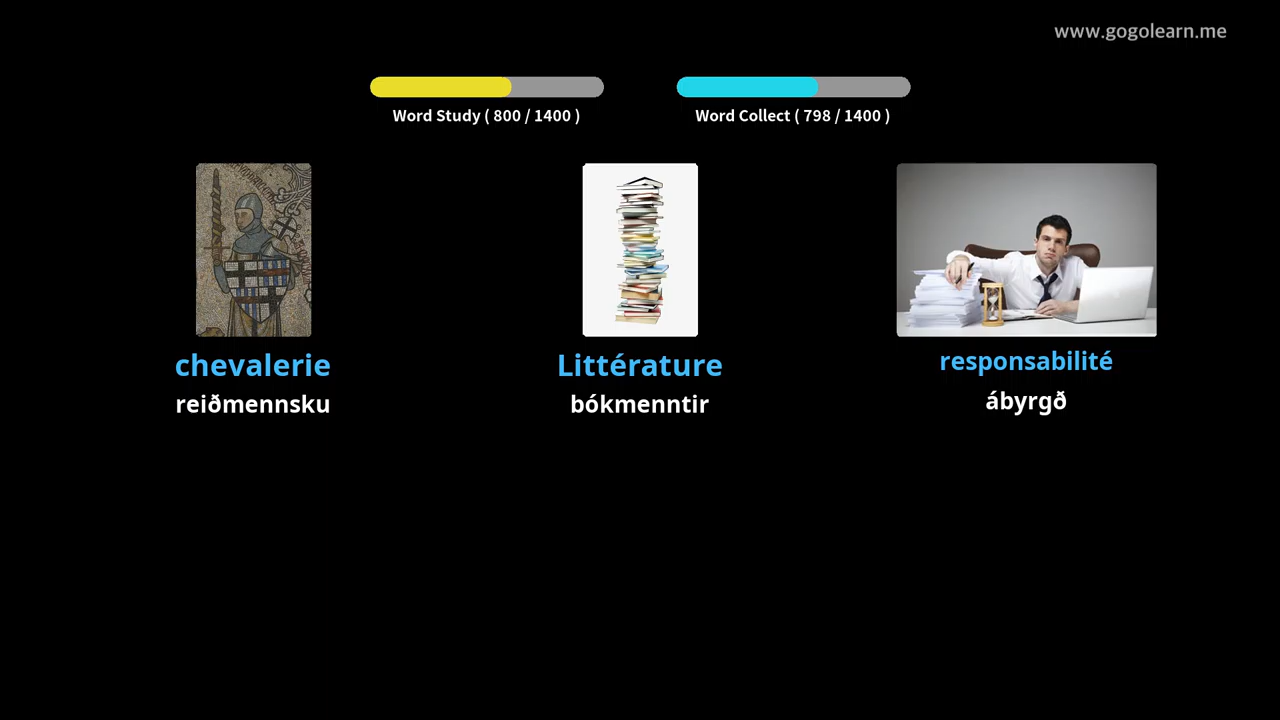 www.gogolearn.me
Word Study ( 800 / 1400 )
Word Collect ( 798 / 1400 )
chevalerie
reiðmennsku
Littérature
bókmenntir
responsabilité
ábyrgð